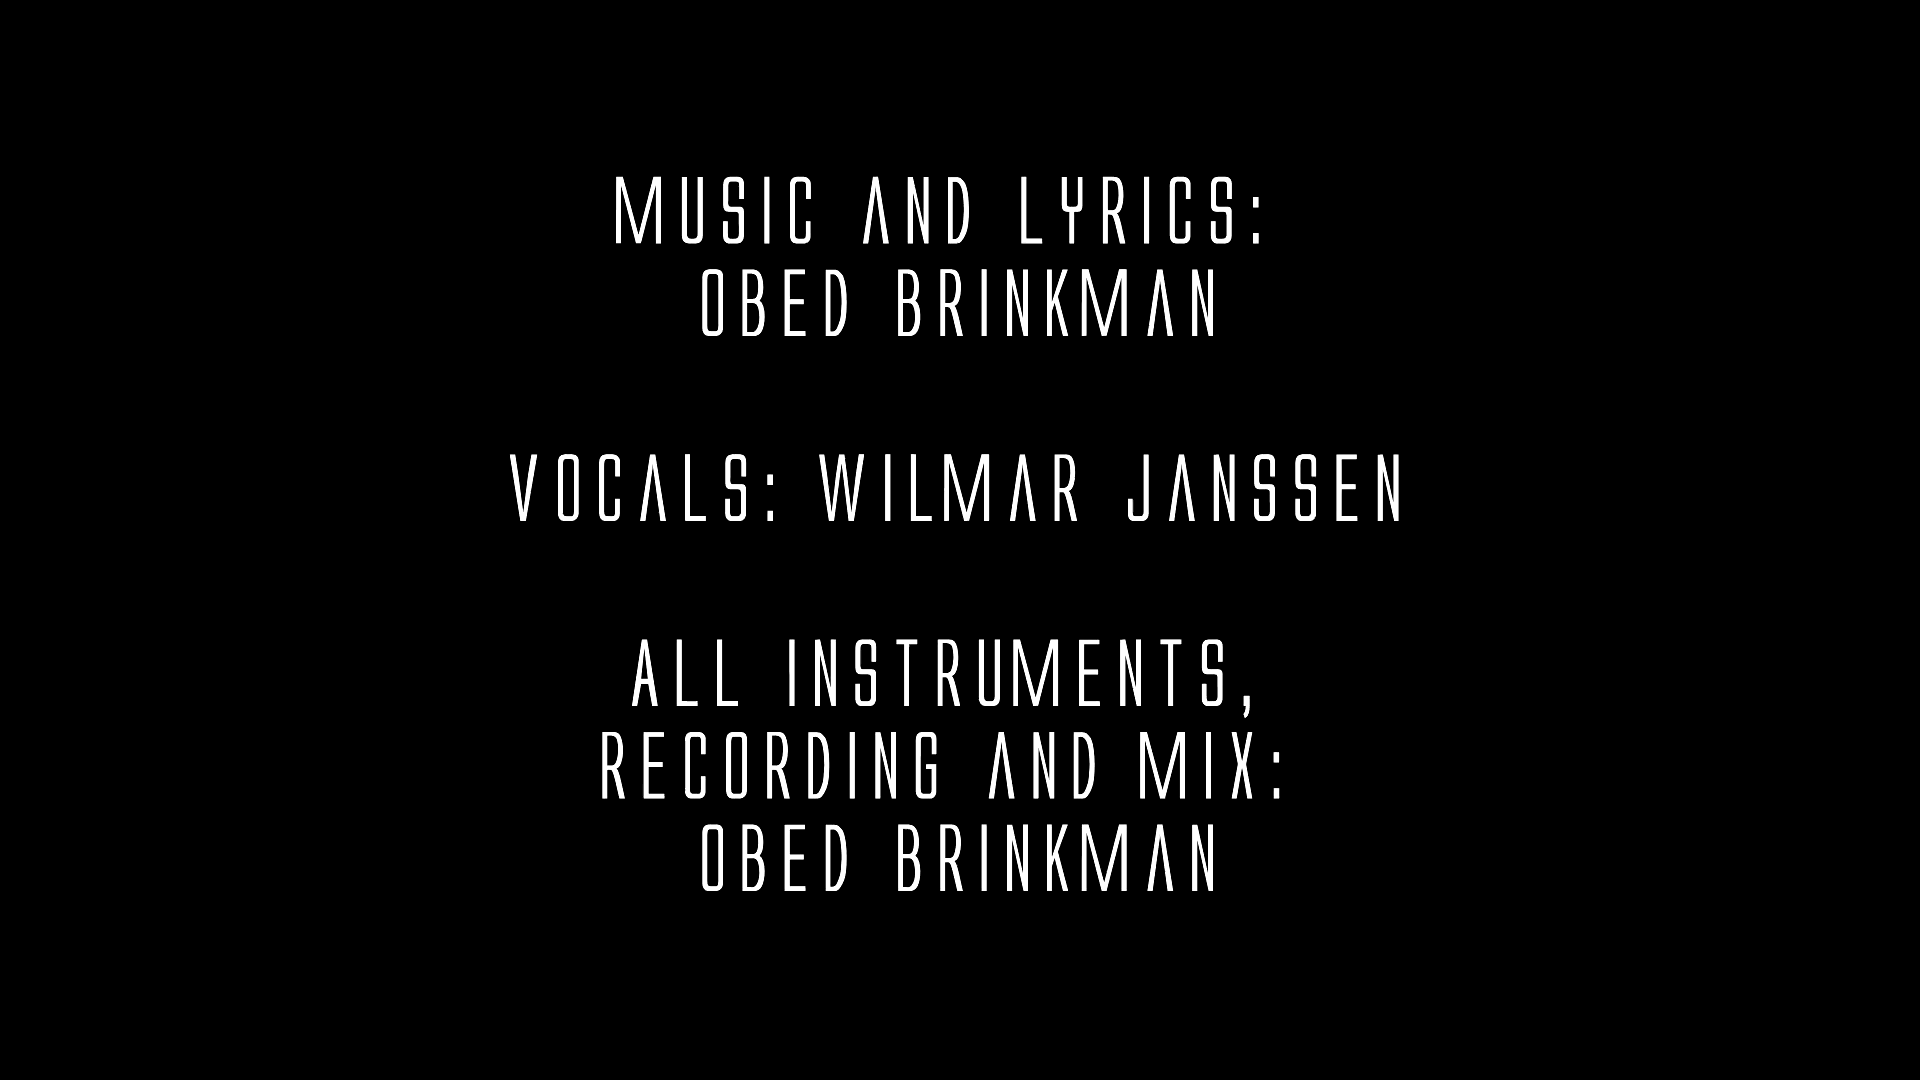 MUSIC AND LYRICS:
OBED BRINKMAN
VOCALS: WILMAR JANSSEN
ALL INSTRUMENTS,
RECORDING AND MIX:
OBED BRINKMAN